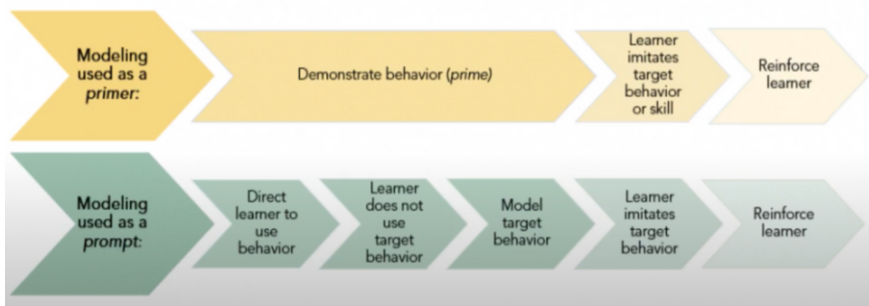 Modeling
used as a
primer:
Demonstrate behavior (prime)
Learner
imitates
target
behavior
or skill
Reinforce
learner
Modeling
used as a
prompt:
Direct
learner to
use
behavior
Learner
does not
use
target
behavior
Model
target
behavior
Learner
imitates
target
behavior
Reinforce
learner